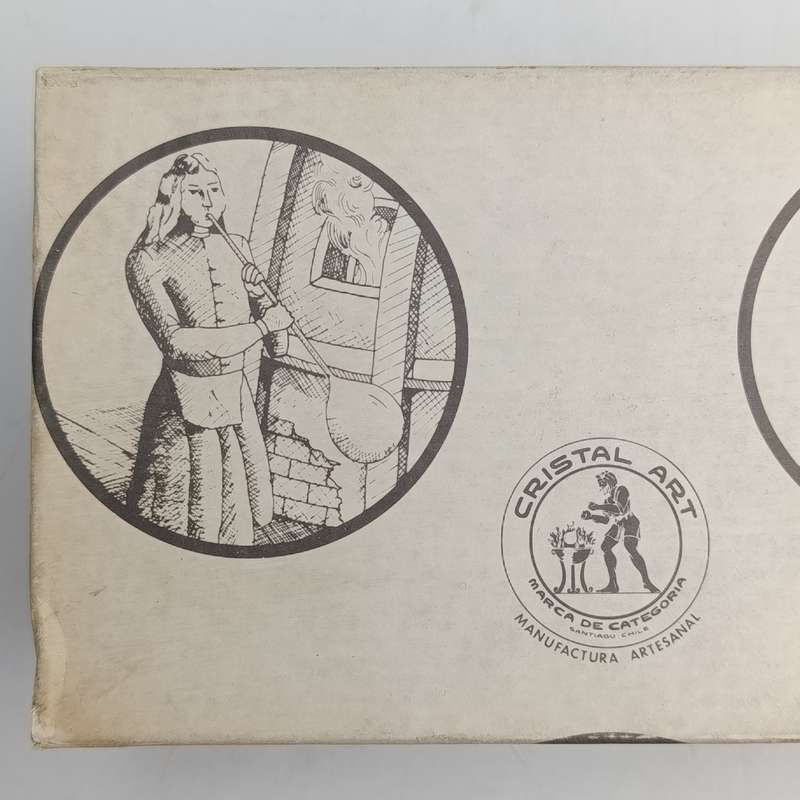 CRISTAL ART
MARCA DE CATEGORIA
SANTIAGO CHILE
MANUFACTURA ARTESANAL